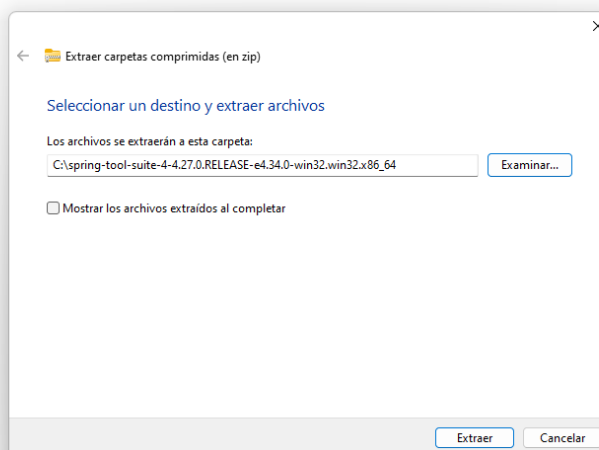 Extraer carpetas comprimidas (en zip)
Seleccionar un destino y extraer archivos
Los archivos se extraerán a esta carpeta:
C:\spring-tool-suite-4-4.27.0.RELEASE-e4.34.0-win32.win32.x86_64 Examinar...
Mostrar los archivos extraídos al completar
Extraer Cancelar